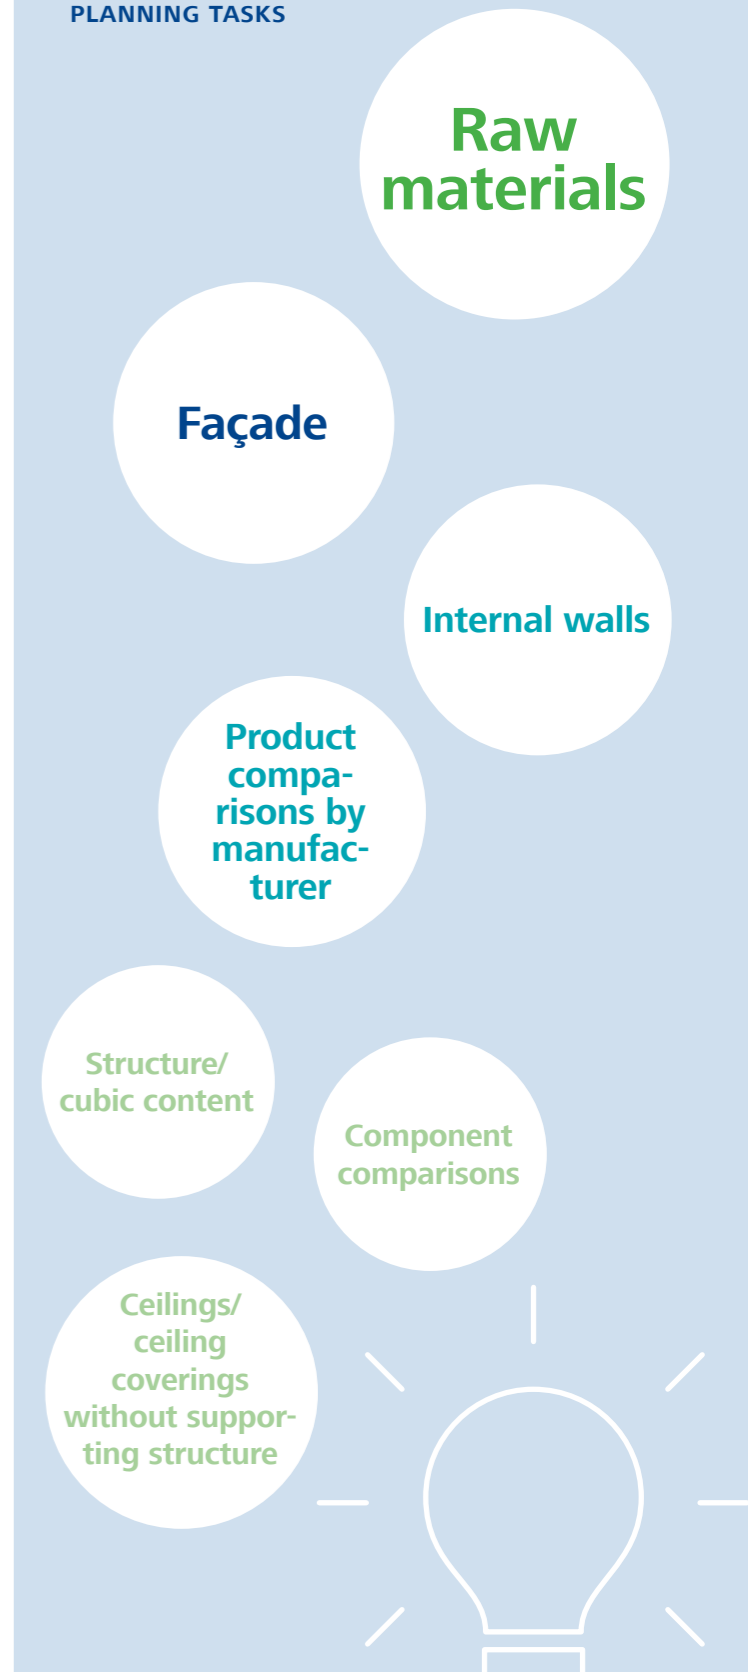 PLANNING TASKS
Raw
materials
Façade
Internal walls
Product
compa-
risons by
manufac-
turer
Structure/
cubic content
Component
comparisons
Ceilings/
ceiling
coverings
without suppor-
ting structure